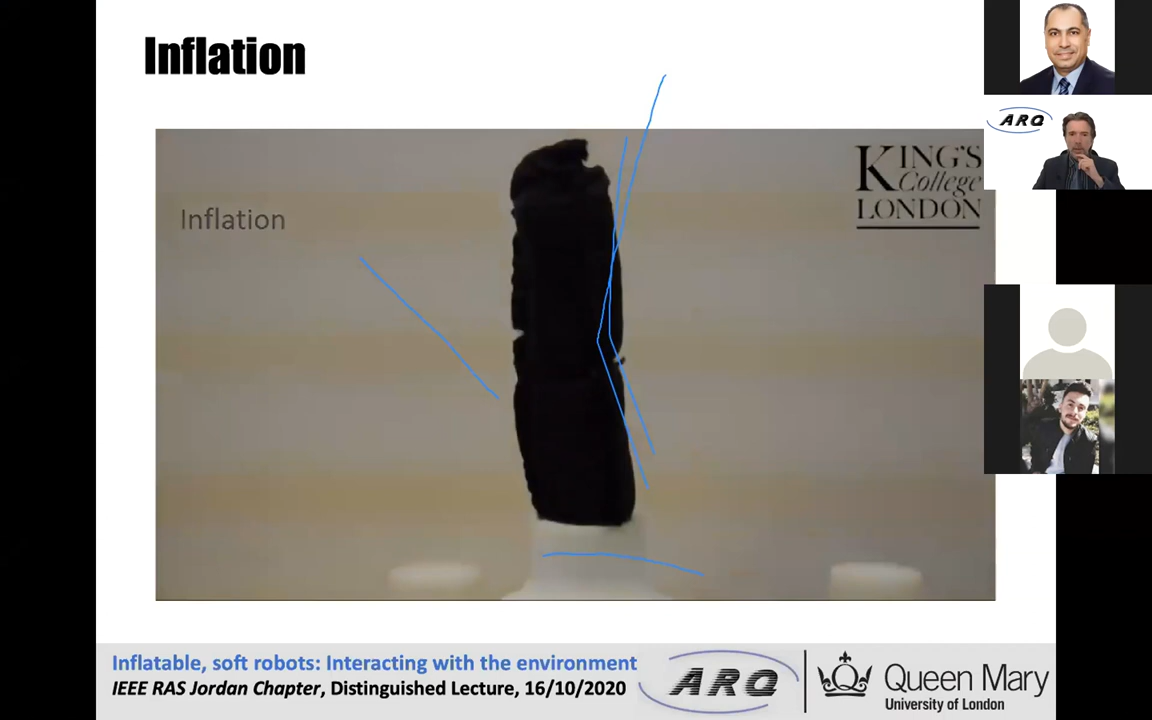 Inflation
Inflation
KING'S
College
LONDON
ARQ
Inflatable, soft robots: Interacting with the environment
IEEE RAS Jordan Chapter, Distinguished Lecture, 16/10/2020
ARQ
Queen Mary
University of London